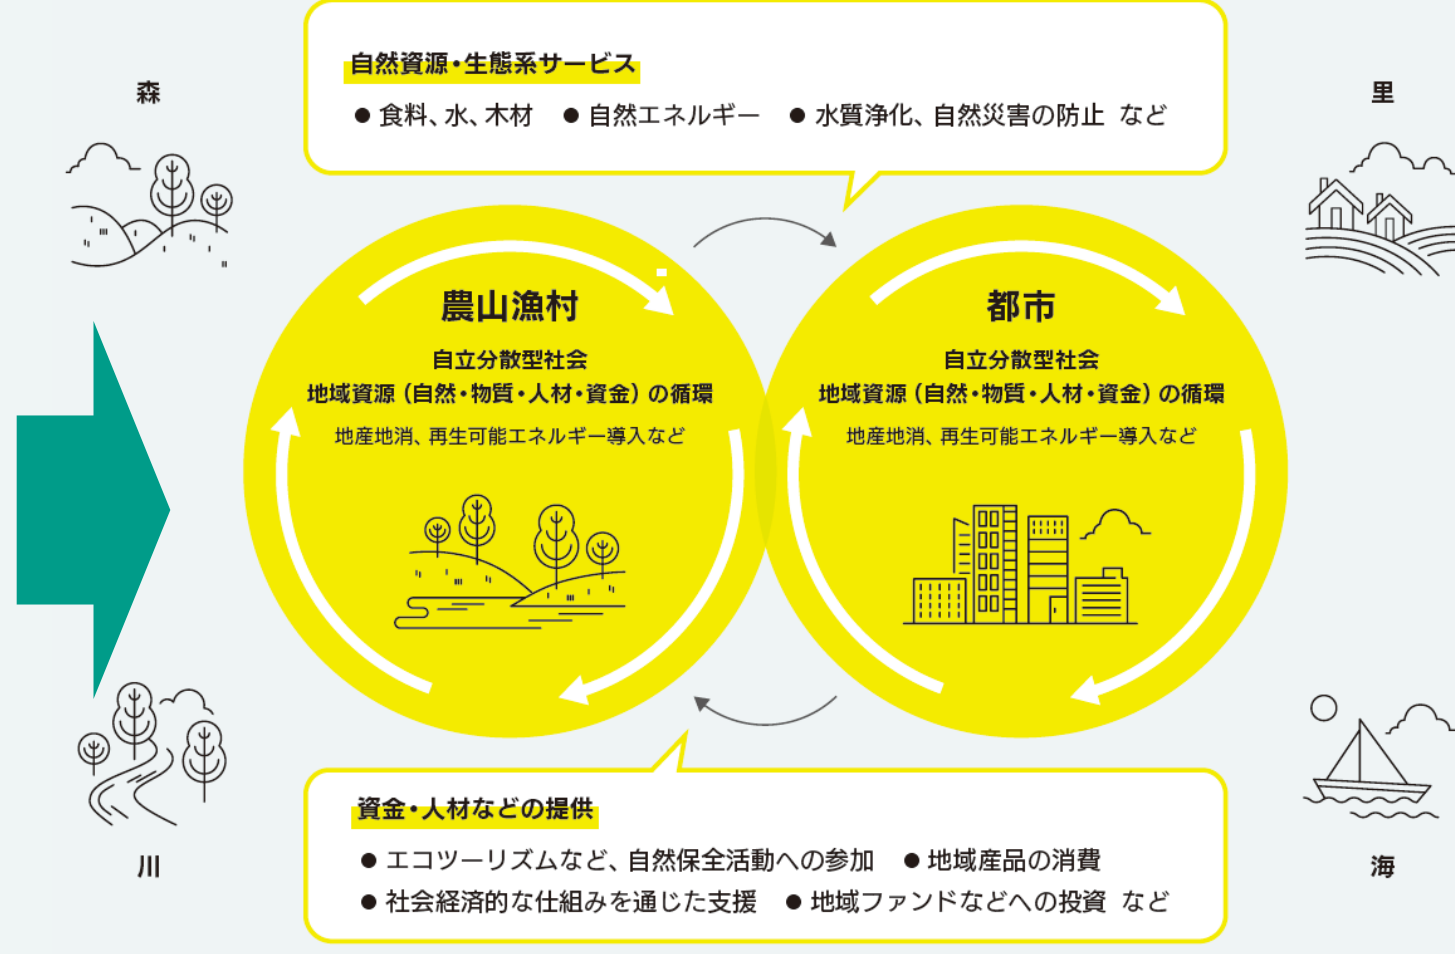 自然資源・生態系サービス
● 食料、水、木材 ● 自然エネルギー ● 水質浄化、自然災害の防止 など
森
里
農山漁村
自立分散型社会
地域資源（自然・物質・人材・資金）の循環
地産地消、再生可能エネルギー導入など
都市
自立分散型社会
地域資源（自然・物質・人材・資金）の循環
地産地消、再生可能エネルギー導入など
川
海
資金・人材などの提供
● エコツーリズムなど、自然保全活動への参加 ● 地域産品の消費
● 社会経済的な仕組みを通じた支援 ● 地域ファンドなどへの投資 など